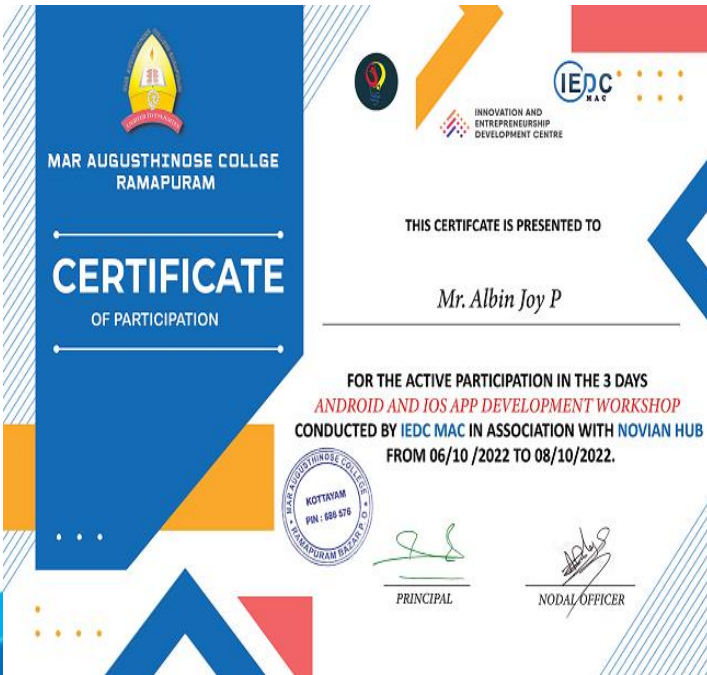 MAR AUGUSTHINOSE COLLGE
RAMAPURAM
CERTIFICATE
OF PARTICIPATION
IEDC
MAC
INNOVATION AND
ENTREPRENEURSHIP
DEVELOPMENT CENTRE
THIS CERTIFCATE IS PRESENTED TO
Mr. Albin Joy P
FOR THE ACTIVE PARTICIPATION IN THE 3 DAYS
ANDROID AND IOS APP DEVELOPMENT WORKSHOP
CONDUCTED BY IEDC MAC IN ASSOCIATION WITH NOVIAN HUB
FROM 06/10 /2022 TO 08/10/2022.
MAR AUGUSTHINOSE COLLEGE
KOTTAYAM
PIN : 686 576
RAMAPURAM BAZAR P. O
PRINCIPAL
NODAL OFFICER